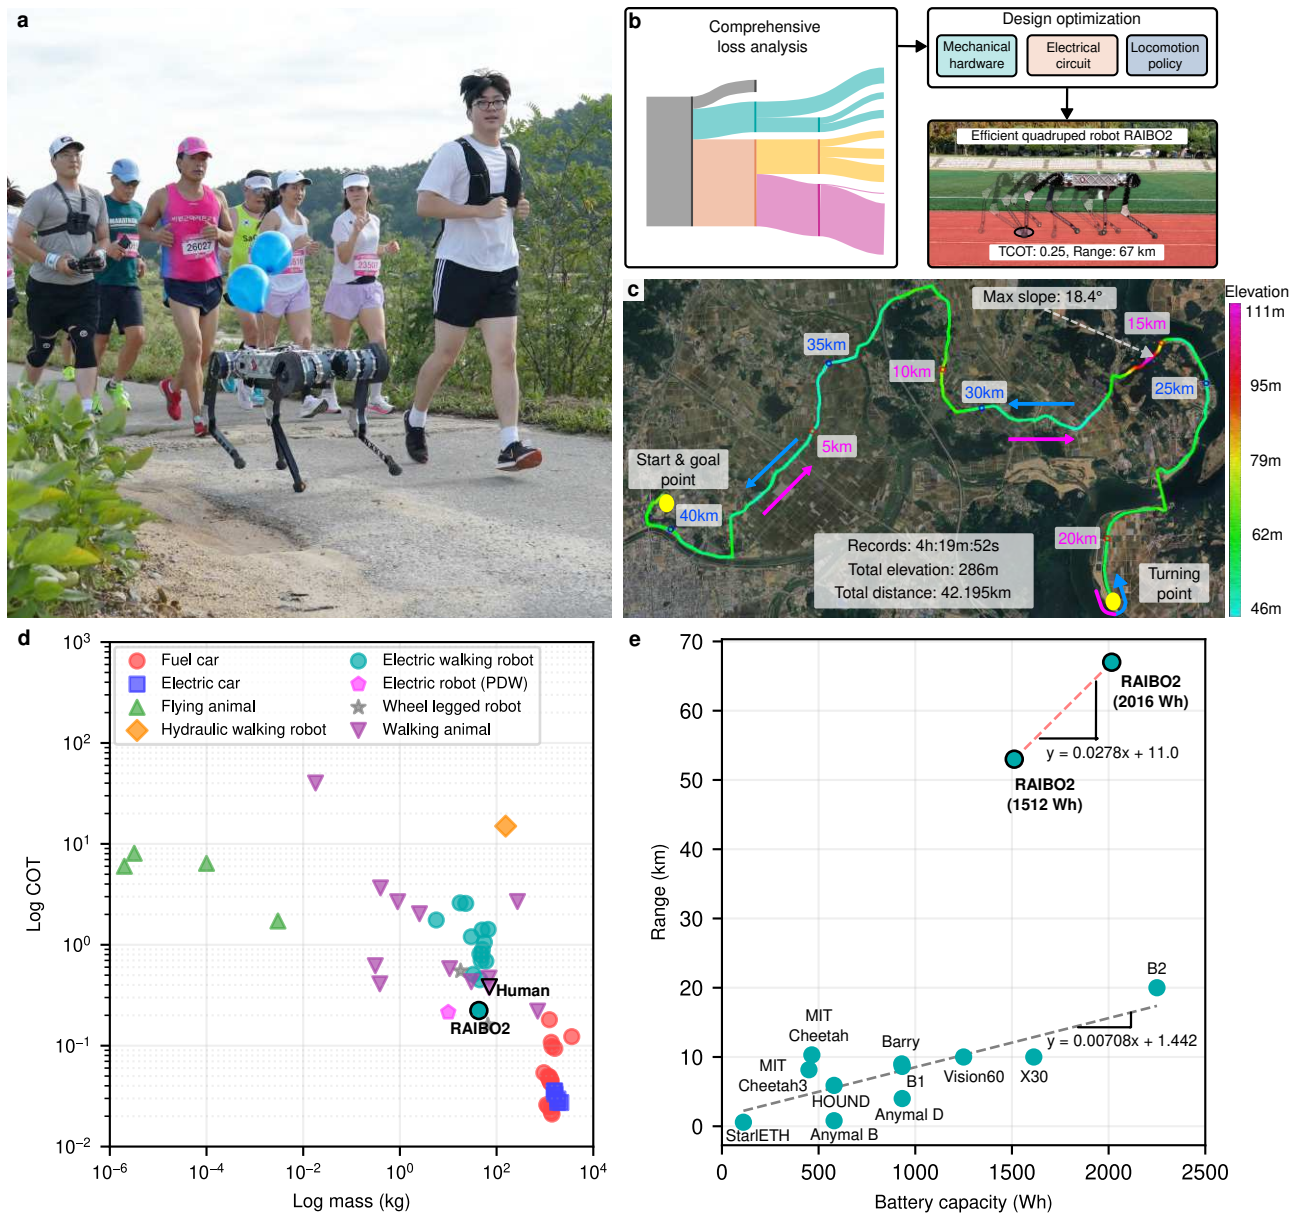 a
26027
23507
b
Comprehensive
loss analysis
Design optimization
Mechanical
hardware
Electrical
circuit
Locomotion
policy
Efficient quadruped robot RAIBO2
TCOT: 0.25, Range: 67 km
c
Max slope: 18.4°
15km
35km
10km
30km
25km
5km
Start & goal
point
40km
20km
Records: 4h:19m:52s
Total elevation: 286m
Total distance: 42.195km
Turning
point
Elevation
111m
95m
79m
62m
46m
d
Log COT
10³
10²
10¹
10⁰
10⁻¹
10⁻²
Fuel car
Electric car
Flying animal
Hydraulic walking robot
Electric walking robot
Electric robot (PDW)
Wheel legged robot
Walking animal
Human
RAIBO2
10⁻⁶
10⁻⁴
10⁻²
10⁰
10²
10⁴
Log mass (kg)
e
Range (km)
70
60
50
40
30
20
10
0
RAIBO2
(2016 Wh)
y = 0.0278x + 11.0
RAIBO2
(1512 Wh)
B2
y = 0.00708x + 1.442
MIT
Cheetah
MIT
Cheetah3
Barry
B1
HOUND
Vision60
X30
Anymal D
StarlETH
Anymal B
0
500
1000
1500
2000
2500
Battery capacity (Wh)